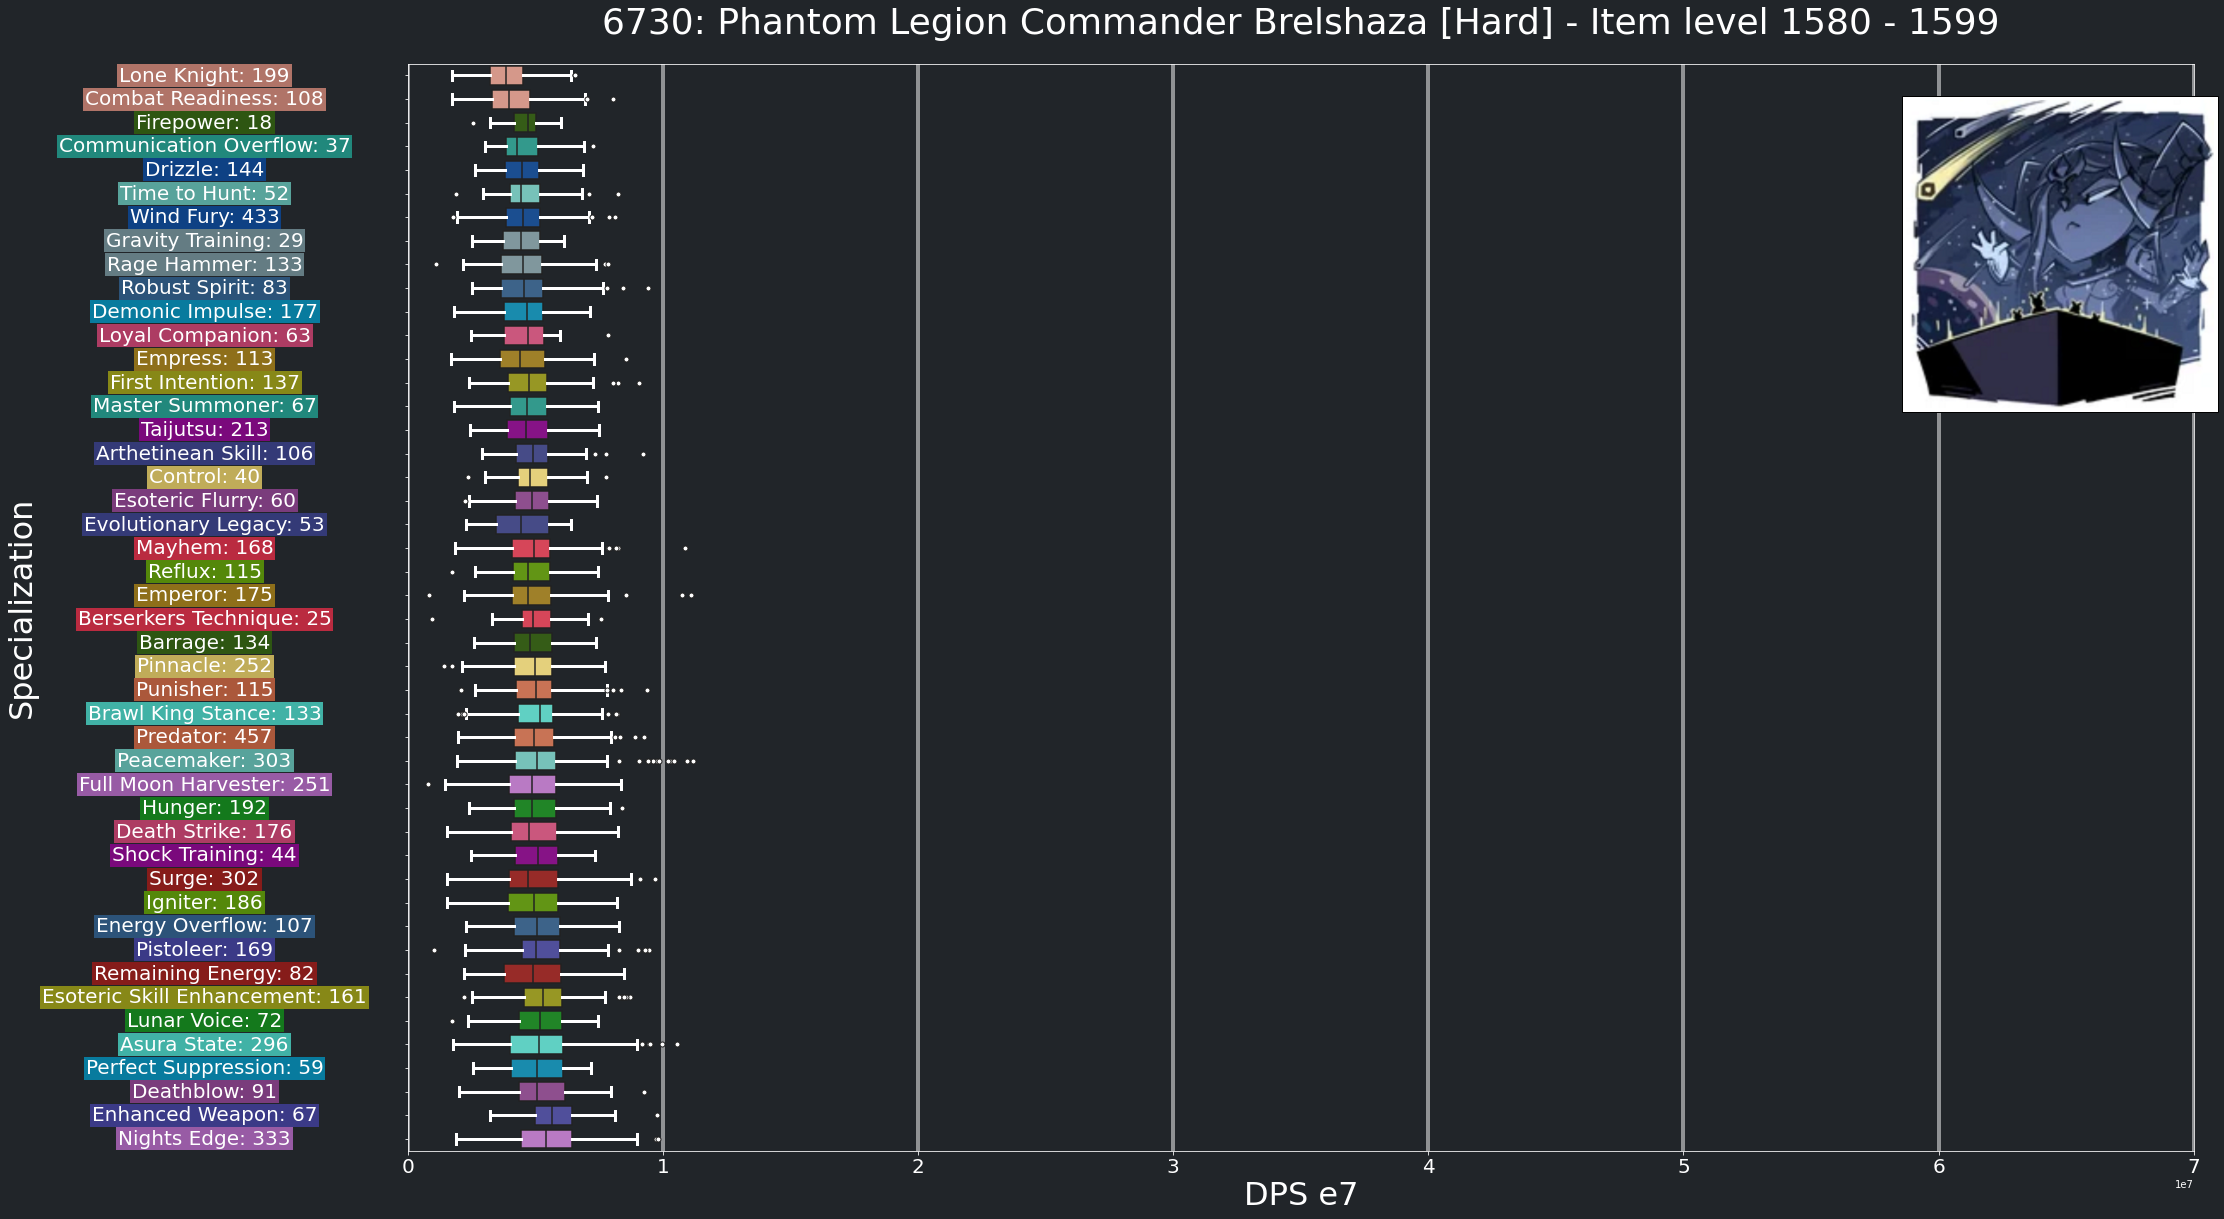 6730: Phantom Legion Commander Brelshaza [Hard] - Item level 1580 - 1599
Specialization
Lone Knight: 199
Combat Readiness: 108
Firepower: 18
Communication Overflow: 37
Drizzle: 144
Time to Hunt: 52
Wind Fury: 433
Gravity Training: 29
Rage Hammer: 133
Robust Spirit: 83
Demonic Impulse: 177
Loyal Companion: 63
Empress: 113
First Intention: 137
Master Summoner: 67
Taijutsu: 213
Arthetinean Skill: 106
Control: 40
Esoteric Flurry: 60
Evolutionary Legacy: 53
Mayhem: 168
Reflux: 115
Emperor: 175
Berserkers Technique: 25
Barrage: 134
Pinnacle: 252
Punisher: 115
Brawl King Stance: 133
Predator: 457
Peacemaker: 303
Full Moon Harvester: 251
Hunger: 192
Death Strike: 176
Shock Training: 44
Surge: 302
Igniter: 186
Energy Overflow: 107
Pistoleer: 169
Remaining Energy: 82
Esoteric Skill Enhancement: 161
Lunar Voice: 72
Asura State: 296
Perfect Suppression: 59
Deathblow: 91
Enhanced Weapon: 67
Nights Edge: 333
0 1 2 3 4 5 6 7
1e7
DPS e7